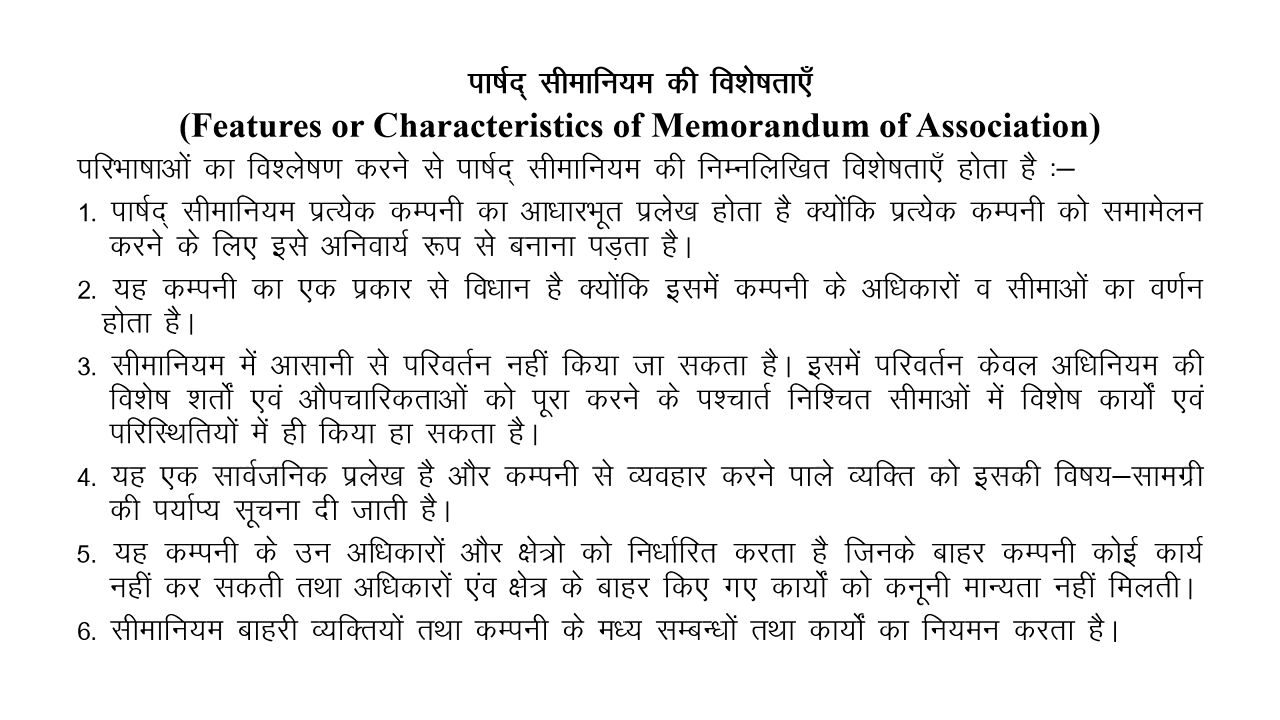 पार्षद् सीमानियम की विशेषताएँ
(Features or Characteristics of Memorandum of Association)
परिभाषाओं का विश्लेषण करने से पार्षद् सीमानियम की निम्नलिखित विशेषताएँ होता है :–
1. पार्षद् सीमानियम प्रत्येक कम्पनी का आधारभूत प्रलेख होता है क्योंकि प्रत्येक कम्पनी को समामेलन
करने के लिए इसे अनिवार्य रूप से बनाना पड़ता है।
2. यह कम्पनी का एक प्रकार से विधान है क्योंकि इसमें कम्पनी के अधिकारों व सीमाओं का वर्णन
होता है।
3. सीमानियम में आसानी से परिवर्तन नहीं किया जा सकता है। इसमें परिवर्तन केवल अधिनियम की
विशेष शर्तों एवं औपचारिकताओं को पूरा करने के पश्चार्त निश्चित सीमाओं में विशेष कार्यों एवं
परिस्थितियों में ही किया हा सकता है।
4. यह एक सार्वजनिक प्रलेख है और कम्पनी से व्यवहार करने पाले व्यक्ति को इसकी विषय–सामग्री
की पर्याप्य सूचना दी जाती है।
5. यह कम्पनी के उन अधिकारों और क्षेत्रो को निर्धारित करता है जिनके बाहर कम्पनी कोई कार्य
नहीं कर सकती तथा अधिकारों एंव क्षेत्र के बाहर किए गए कार्यों को कनूनी मान्यता नहीं मिलती।
6. सीमानियम बाहरी व्यक्तियों तथा कम्पनी के मध्य सम्बन्धों तथा कार्यों का नियमन करता है।